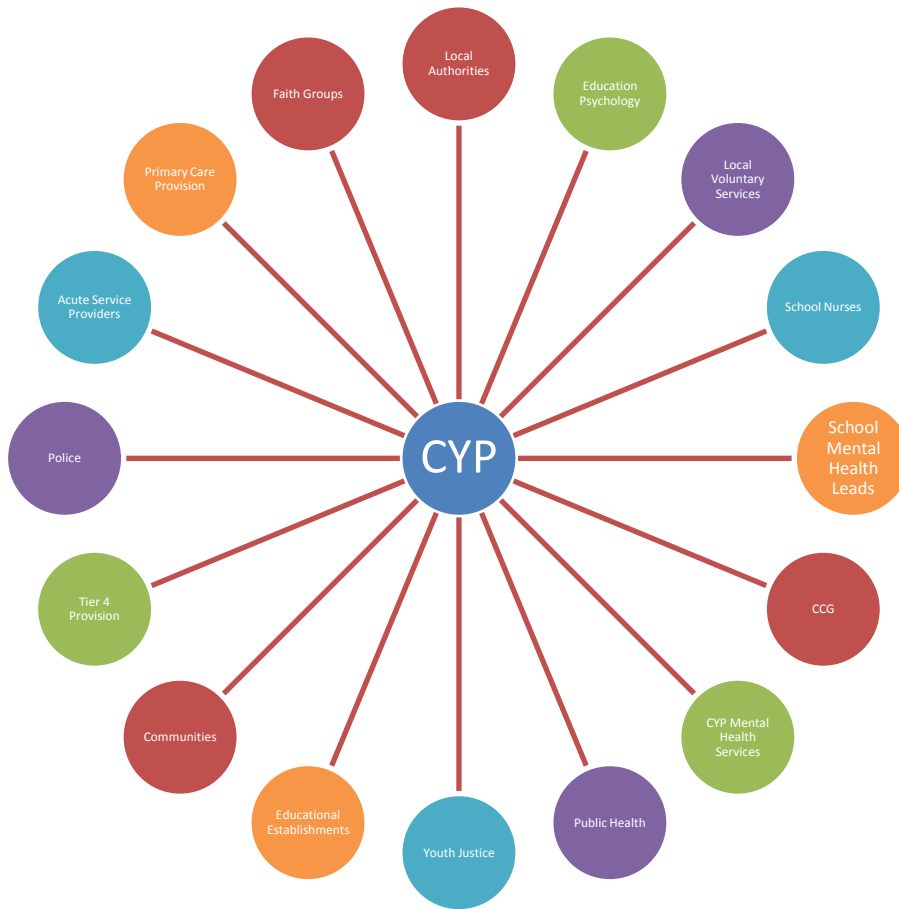 Local
Authorities
Education
Psychology
Local
Voluntary
Services
School Nurses
School
Mental
Health
Leads
CCG
CYP Mental
Health
Services
Public Health
Youth Justice
Educational
Establishments
Communities
Tier 4
Provision
Police
Acute Service
Providers
Primary Care
Provision
Faith Groups
CYP